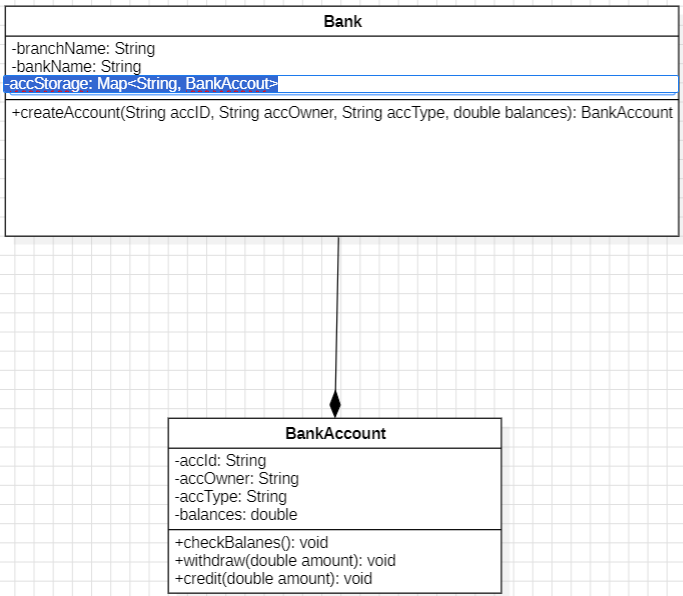 Bank
-branchName: String
-bankName: String
-accStorage: Map<String, BankAccout>
+createAccount(String accID, String accOwner, String accType, double balances): BankAccount
BankAccount
-accId: String
-accOwner: String
-accType: String
-balances: double
+checkBalanes(): void
+withdraw(double amount): void
+credit(double amount): void